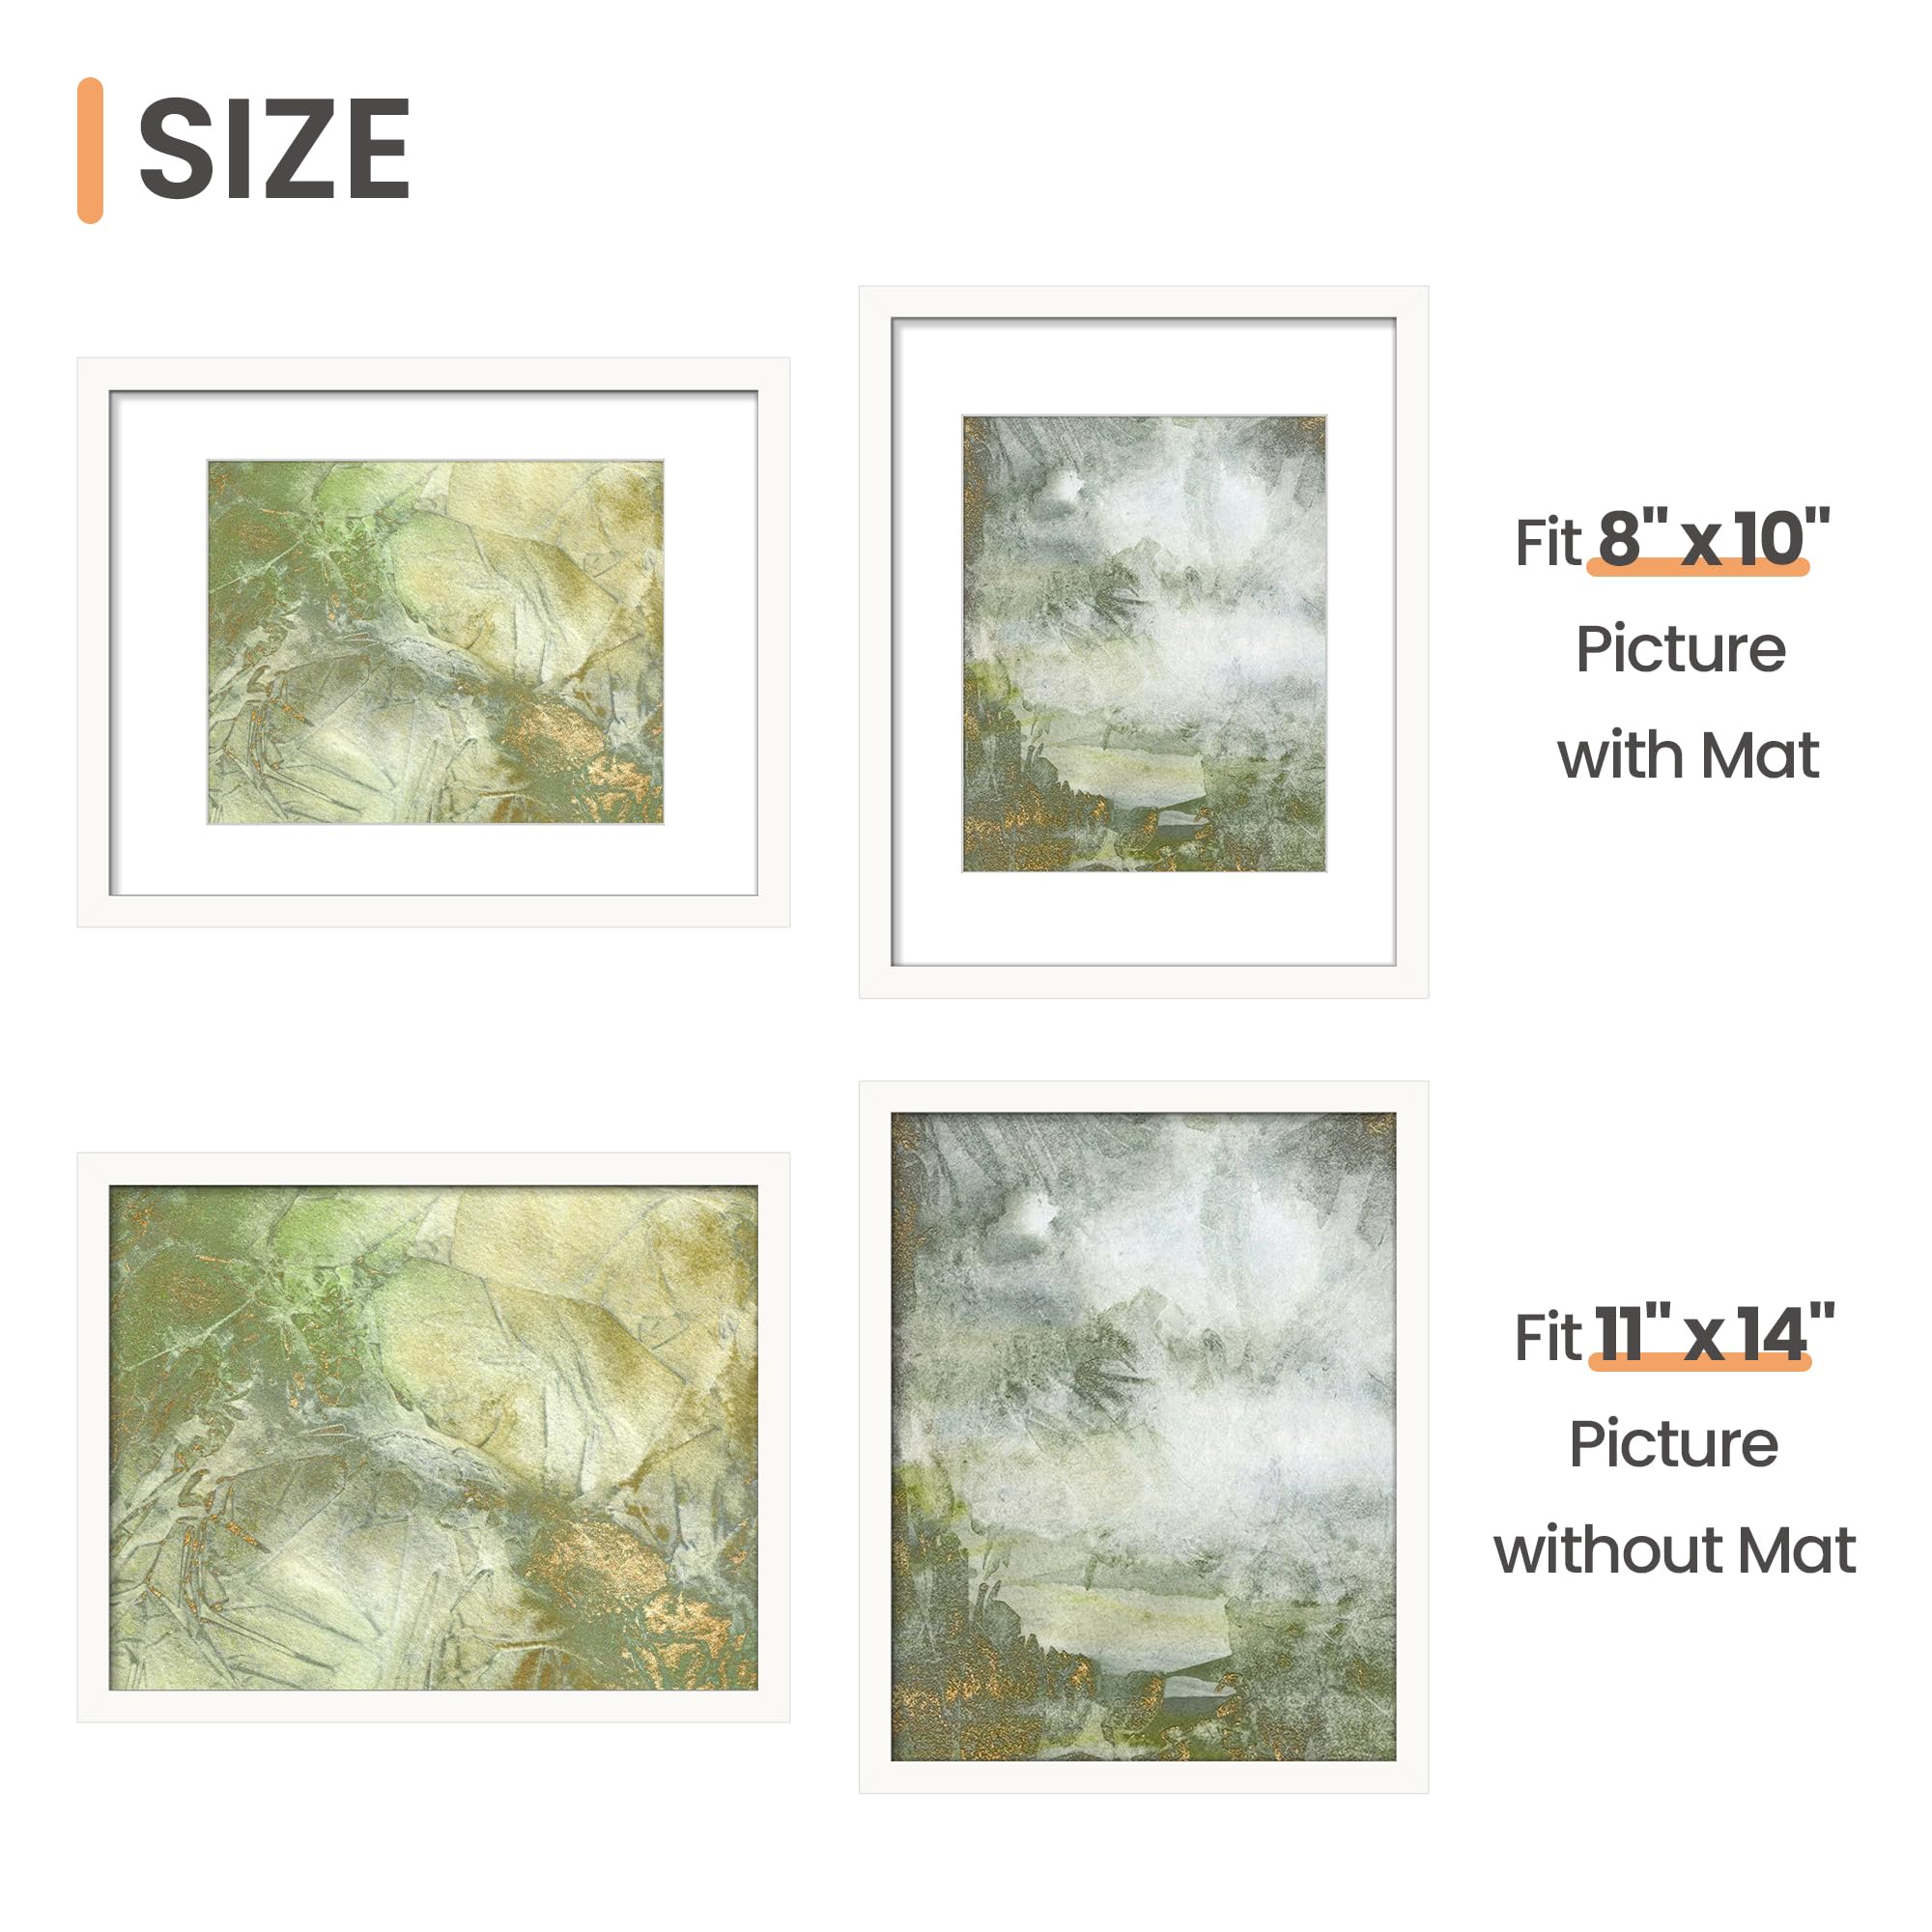 SIZE
Fit 8" x 10"
Picture
with Mat
Fit 11" x 14"
Picture
without Mat